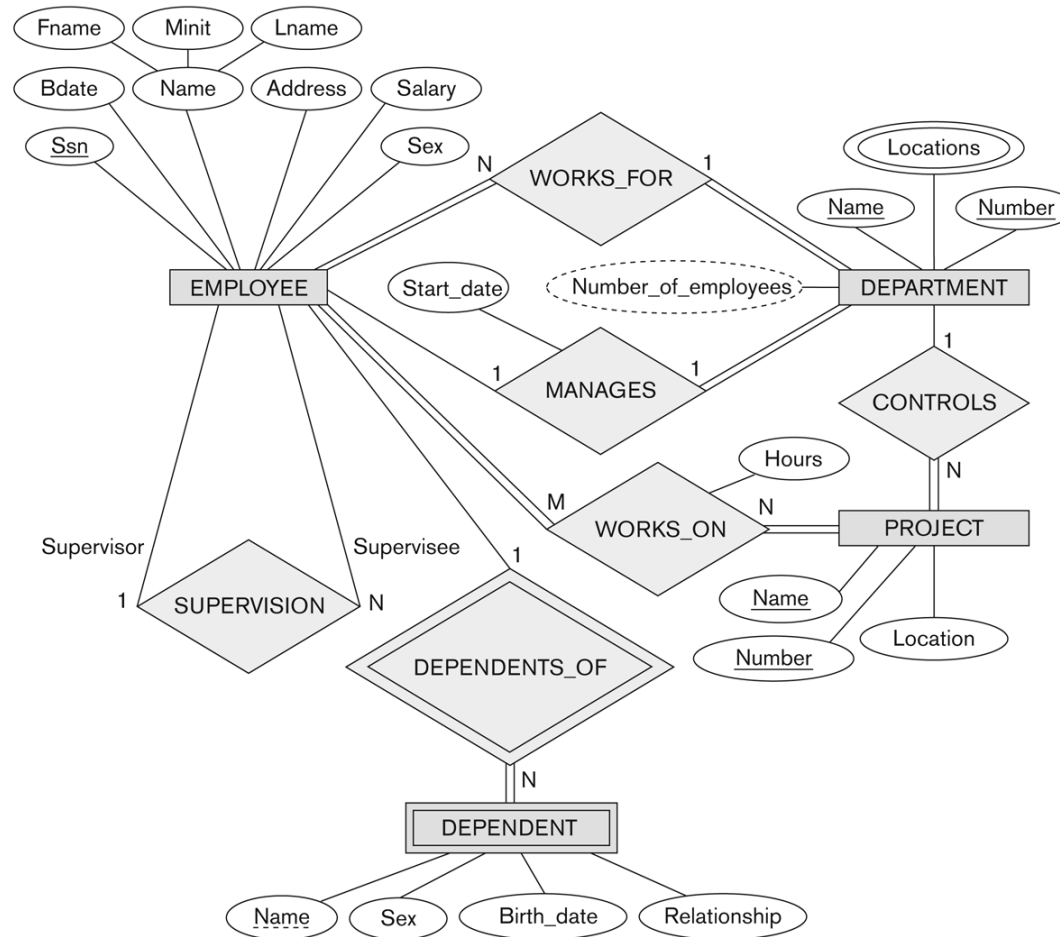 Fname
Minit
Lname
Bdate
Name
Address
Salary
Ssn
Sex
Locations
Name
Number
N
WORKS_FOR
1
EMPLOYEE
Start_date
Number_of_employees
DEPARTMENT
1
MANAGES
1
1
CONTROLS
N
Hours
M
WORKS_ON
N
PROJECT
Supervisor
Supervisee
1
SUPERVISION
N
1
Name
Number
Location
DEPENDENTS_OF
N
DEPENDENT
Name
Sex
Birth_date
Relationship